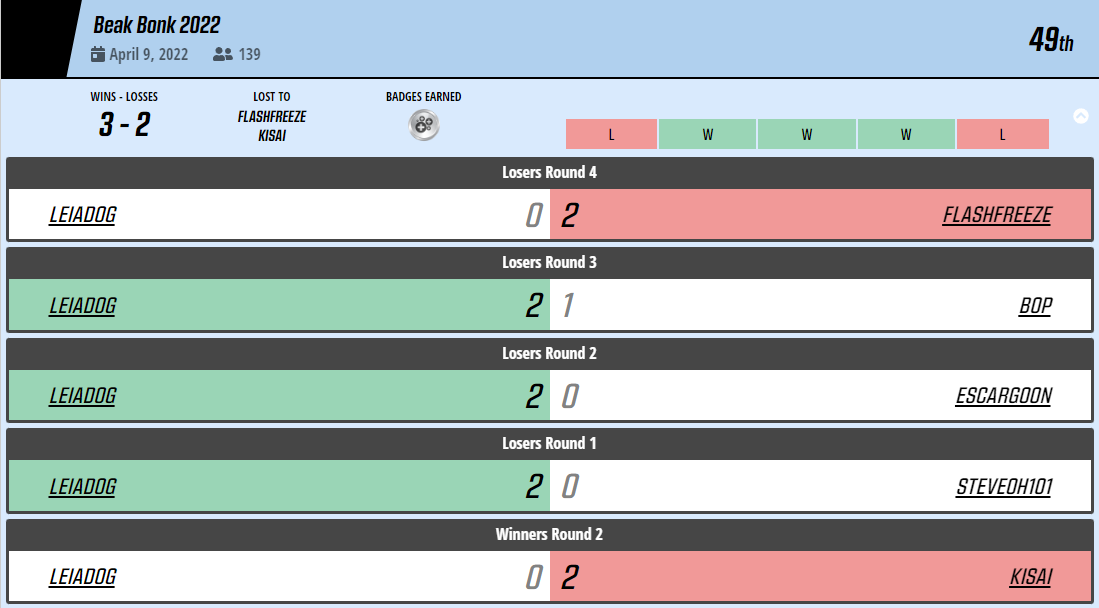 Beak Bonk 2022
April 9, 2022 139
49th
WINS - LOSSES
3 - 2
LOST TO
FLASHFREEZE
KISAI
BADGES EARNED
L W W W L
Losers Round 4
LEIADOG 0 2 FLASHFREEZE
Losers Round 3
LEIADOG 2 1 BOP
Losers Round 2
LEIADOG 2 0 ESCARGOON
Losers Round 1
LEIADOG 2 0 STEVEOH101
Winners Round 2
LEIADOG 0 2 KISAI